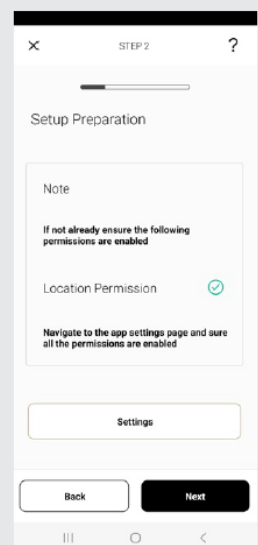 STEP 2 ?
Setup Preparation
Note
If not already ensure the following
permissions are enabled
Location Permission
Navigate to the app settings page and sure
all the permissions are enabled
Settings
Back Next